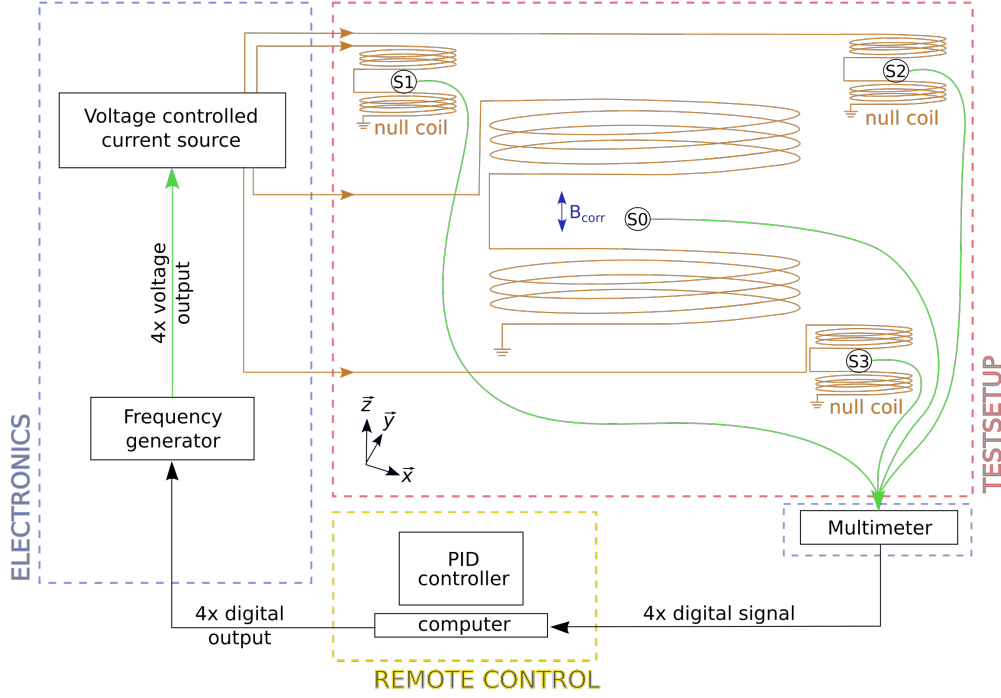 S1
null coil
S2
null coil
Voltage controlled
current source
B_corr
S0
4x voltage
output
S3
null coil
Frequency
generator
z⃗
y⃗
x⃗
ELECTRONICS
TESTSETUP
Multimeter
PID
controller
computer
4x digital
output
4x digital signal
REMOTE CONTROL